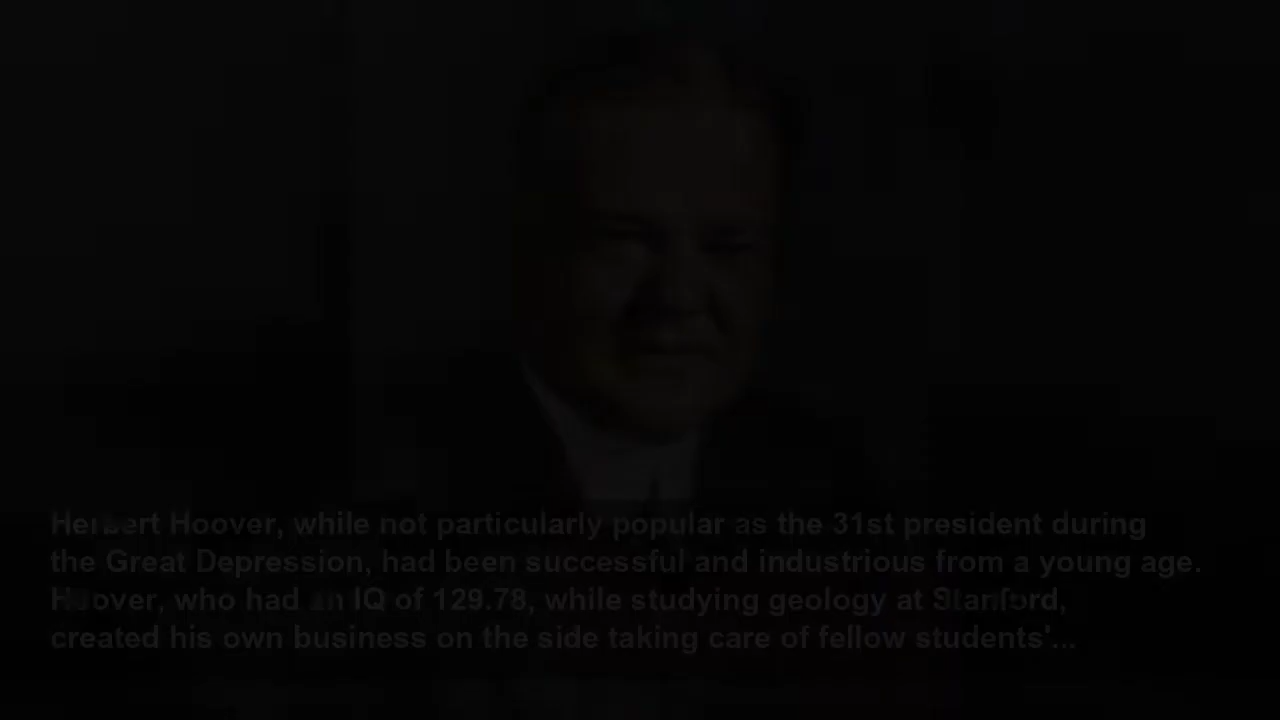 Herbert Hoover, while not particularly popular as the 31st president during
the Great Depression, had been successful and industrious from a young age.
Hoover, who had an IQ of 129.78, while studying geology at Stanford,
created his own business on the side taking care of fellow students'...